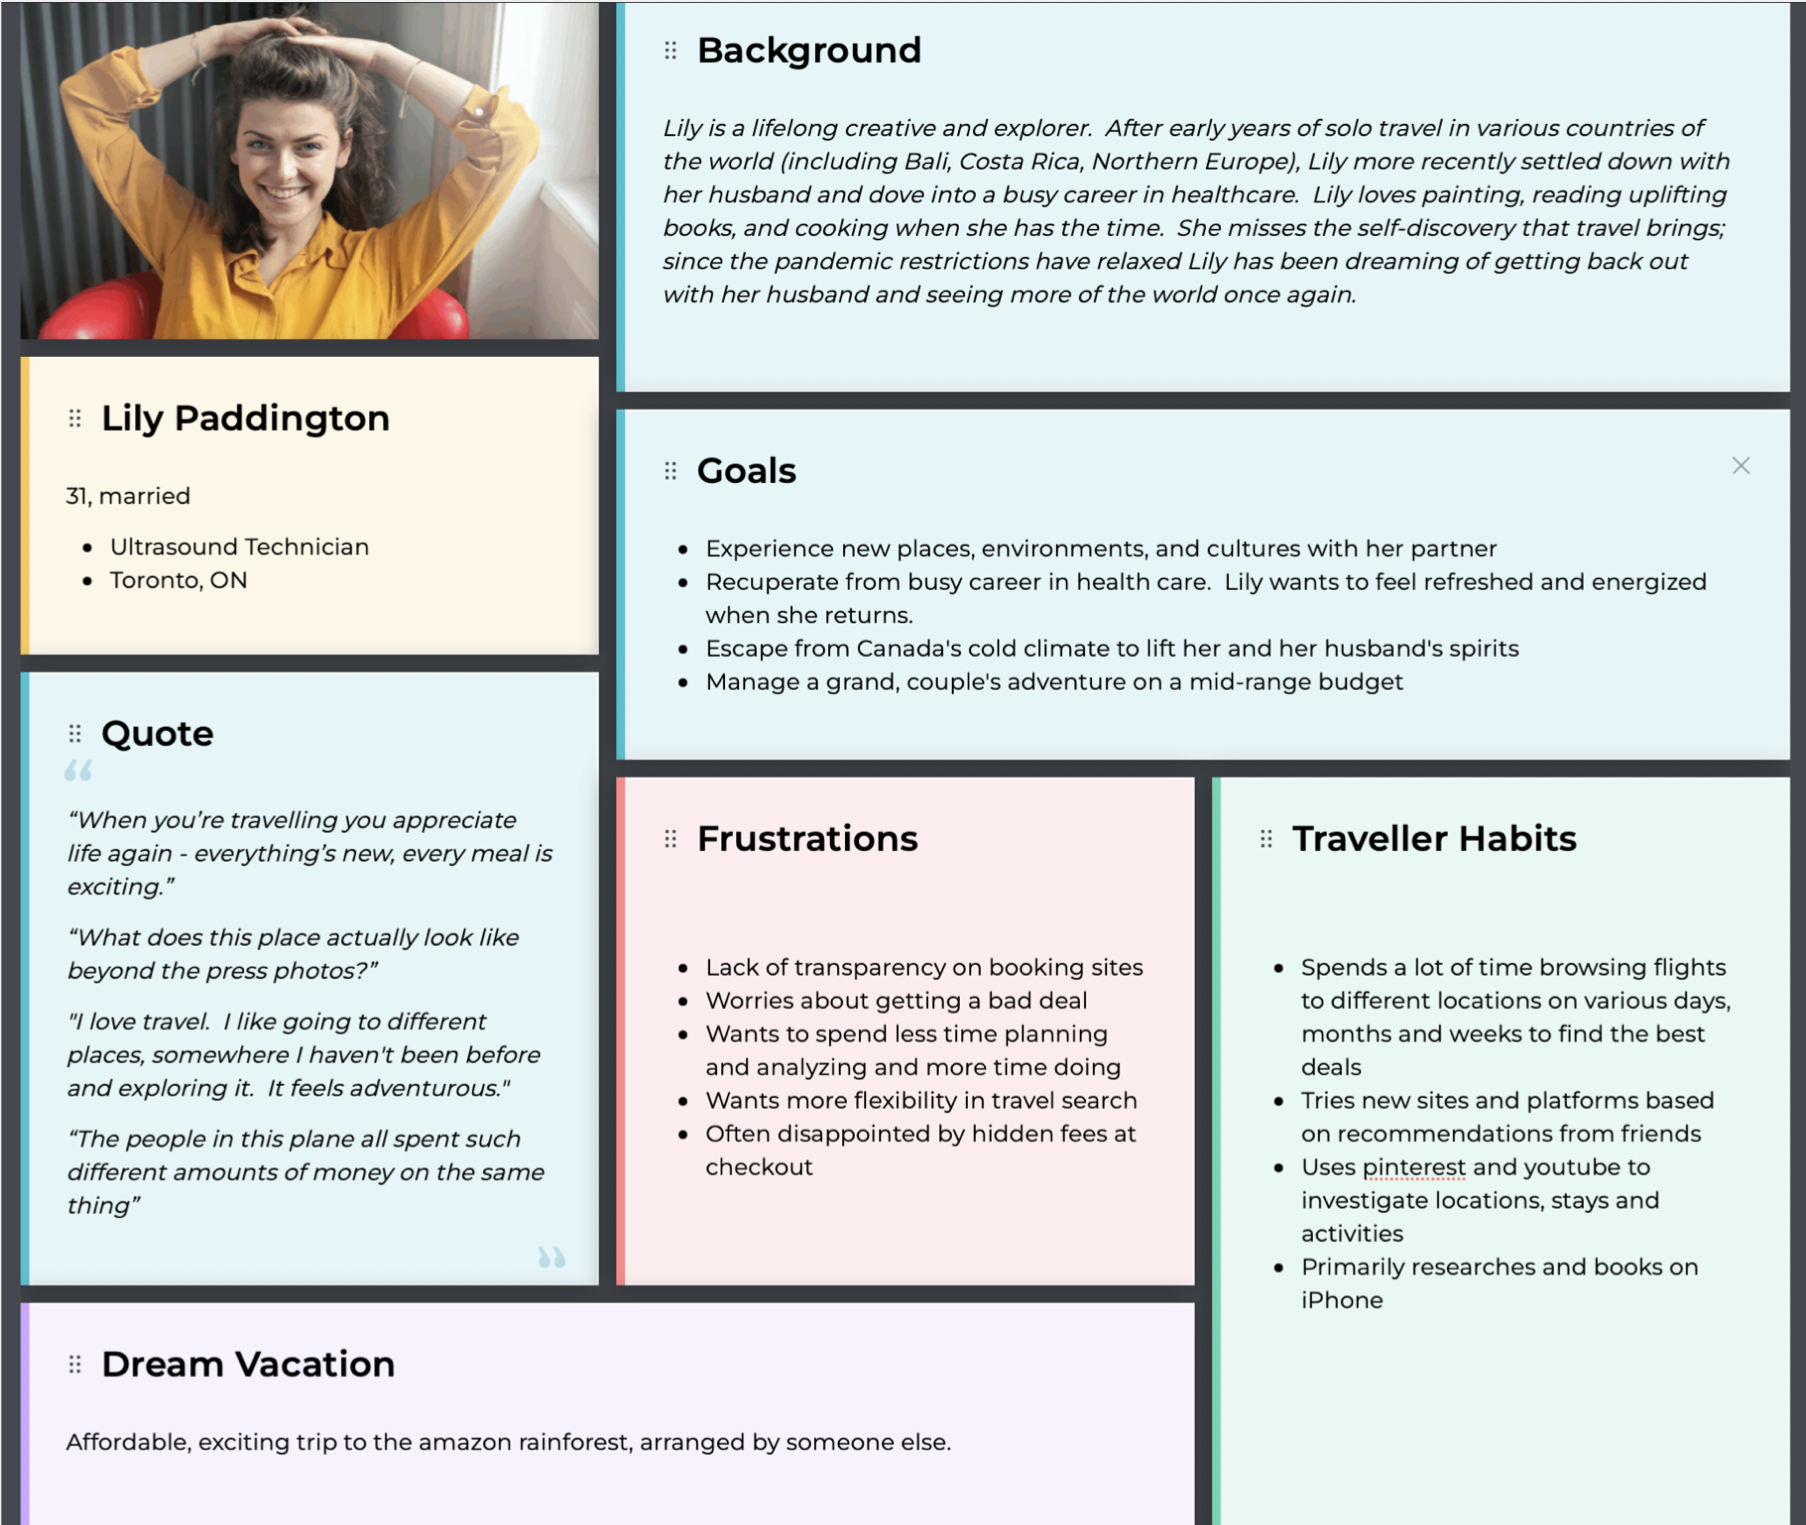 Background
Lily is a lifelong creative and explorer.  After early years of solo travel in various countries of
the world (including Bali, Costa Rica, Northern Europe), Lily more recently settled down with
her husband and dove into a busy career in healthcare.  Lily loves painting, reading uplifting
books, and cooking when she has the time.  She misses the self-discovery that travel brings;
since the pandemic restrictions have relaxed Lily has been dreaming of getting back out
with her husband and seeing more of the world once again.
Lily Paddington
31, married
• Ultrasound Technician
• Toronto, ON
Goals
• Experience new places, environments, and cultures with her partner
• Recuperate from busy career in health care.  Lily wants to feel refreshed and energized
when she returns.
• Escape from Canada's cold climate to lift her and her husband's spirits
• Manage a grand, couple's adventure on a mid-range budget
Quote
“
“When you’re travelling you appreciate
life again - everything’s new, every meal is
exciting.”
“What does this place actually look like
beyond the press photos?”
"I love travel.  I like going to different
places, somewhere I haven't been before
and exploring it.  It feels adventurous."
“The people in this plane all spent such
different amounts of money on the same
thing”
”
Frustrations
• Lack of transparency on booking sites
• Worries about getting a bad deal
• Wants to spend less time planning
and analyzing and more time doing
• Wants more flexibility in travel search
• Often disappointed by hidden fees at
checkout
Traveller Habits
• Spends a lot of time browsing flights
to different locations on various days,
months and weeks to find the best
deals
• Tries new sites and platforms based
on recommendations from friends
• Uses pinterest and youtube to
investigate locations, stays and
activities
• Primarily researches and books on
iPhone
Dream Vacation
Affordable, exciting trip to the amazon rainforest, arranged by someone else.